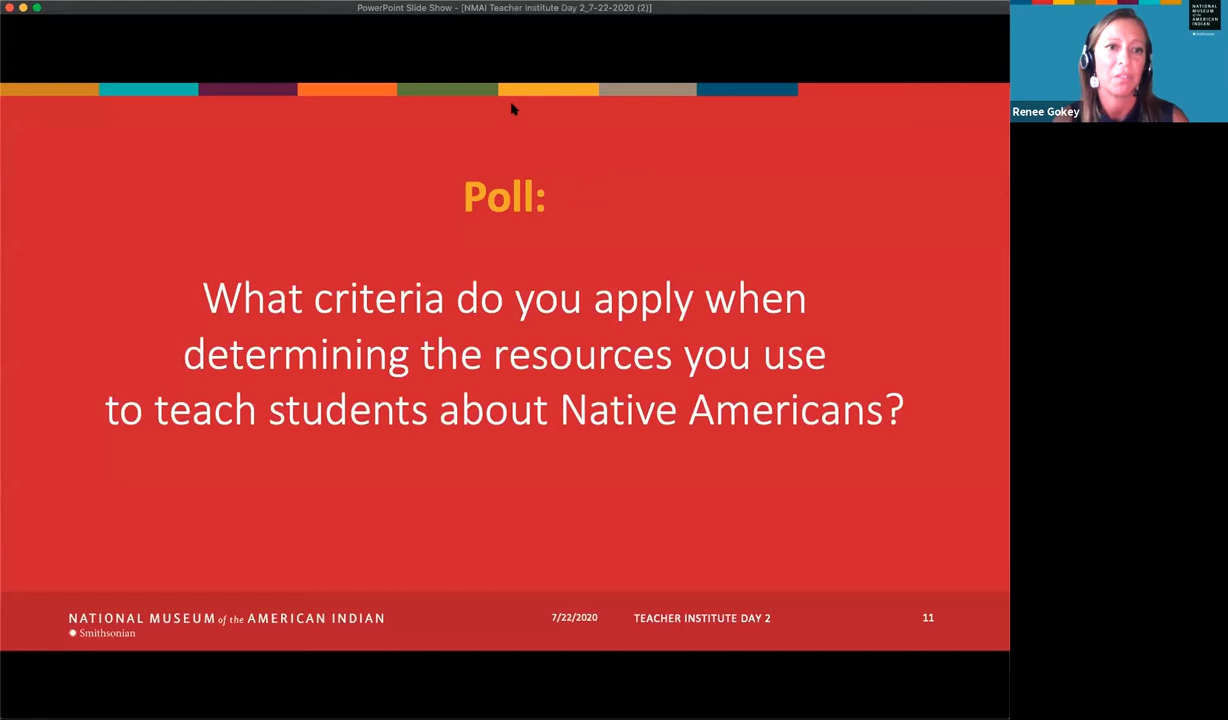 PowerPoint Slide Show - [NMAI Teacher Institute Day 2_7-22-2020 (2)]
NATIONAL
MUSEUM
of the
AMERICAN
INDIAN
Smithsonian
Renee Gokey
Poll:
What criteria do you apply when
determining the resources you use
to teach students about Native Americans?
NATIONAL MUSEUM of the AMERICAN INDIAN
Smithsonian
7/22/2020
TEACHER INSTITUTE DAY 2
11